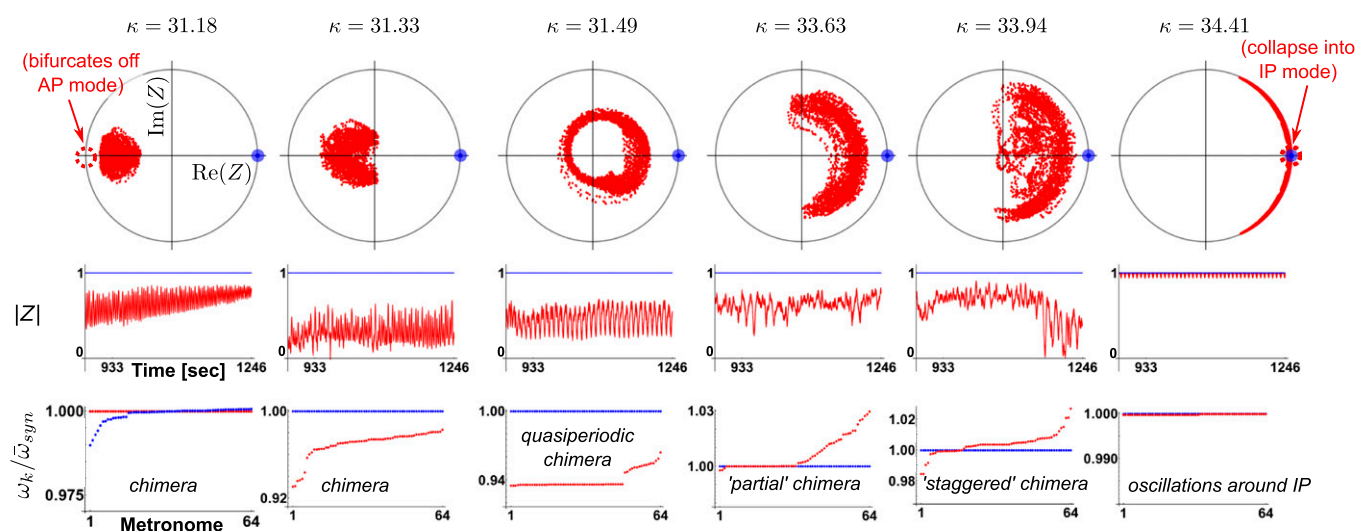 κ = 31.18
κ = 31.33
κ = 31.49
κ = 33.63
κ = 33.94
κ = 34.41
(bifurcates off
AP mode)
Im(Z)
Re(Z)
(collapse into
IP mode)
|Z|
1
0
933
1246
Time [sec]
1
0
933
1246
1
0
933
1246
1
0
933
1246
1
0
933
1246
1
0
933
1246
ω_k/ω̄_syn
1.000
0.975
chimera
1
64
Metronome
1.00
0.92
chimera
1
64
1.00
0.94
quasiperiodic
chimera
1
64
1.03
1.00
'partial' chimera
1
64
1.02
1.00
0.98
'staggered' chimera
1
64
1.000
0.990
oscillations around IP
1
64